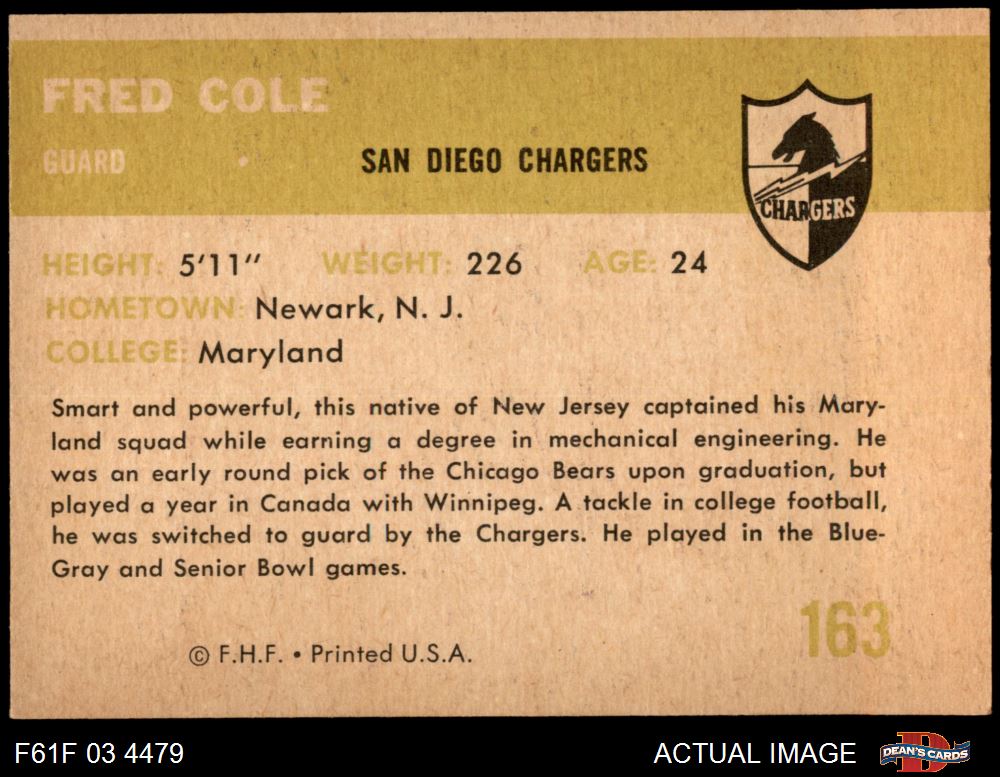 FRED COLE
GUARD • SAN DIEGO CHARGERS
CHARGERS
HEIGHT: 5'11" WEIGHT: 226 AGE: 24
HOMETOWN: Newark, N. J.
COLLEGE: Maryland
Smart and powerful, this native of New Jersey captained his Mary-
land squad while earning a degree in mechanical engineering. He
was an early round pick of the Chicago Bears upon graduation, but
played a year in Canada with Winnipeg. A tackle in college football,
he was switched to guard by the Chargers. He played in the Blue-
Gray and Senior Bowl games.
163
© F.H.F. • Printed U.S.A.
F61F 03 4479 ACTUAL IMAGE D DEAN'S CARDS